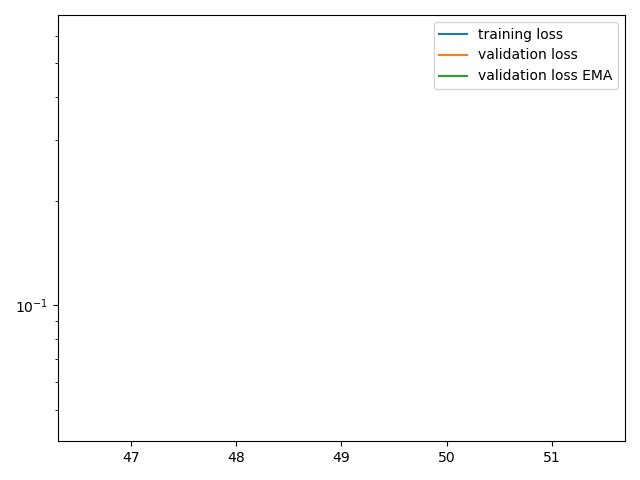 training loss
validation loss
validation loss EMA
10⁻¹
47 48 49 50 51